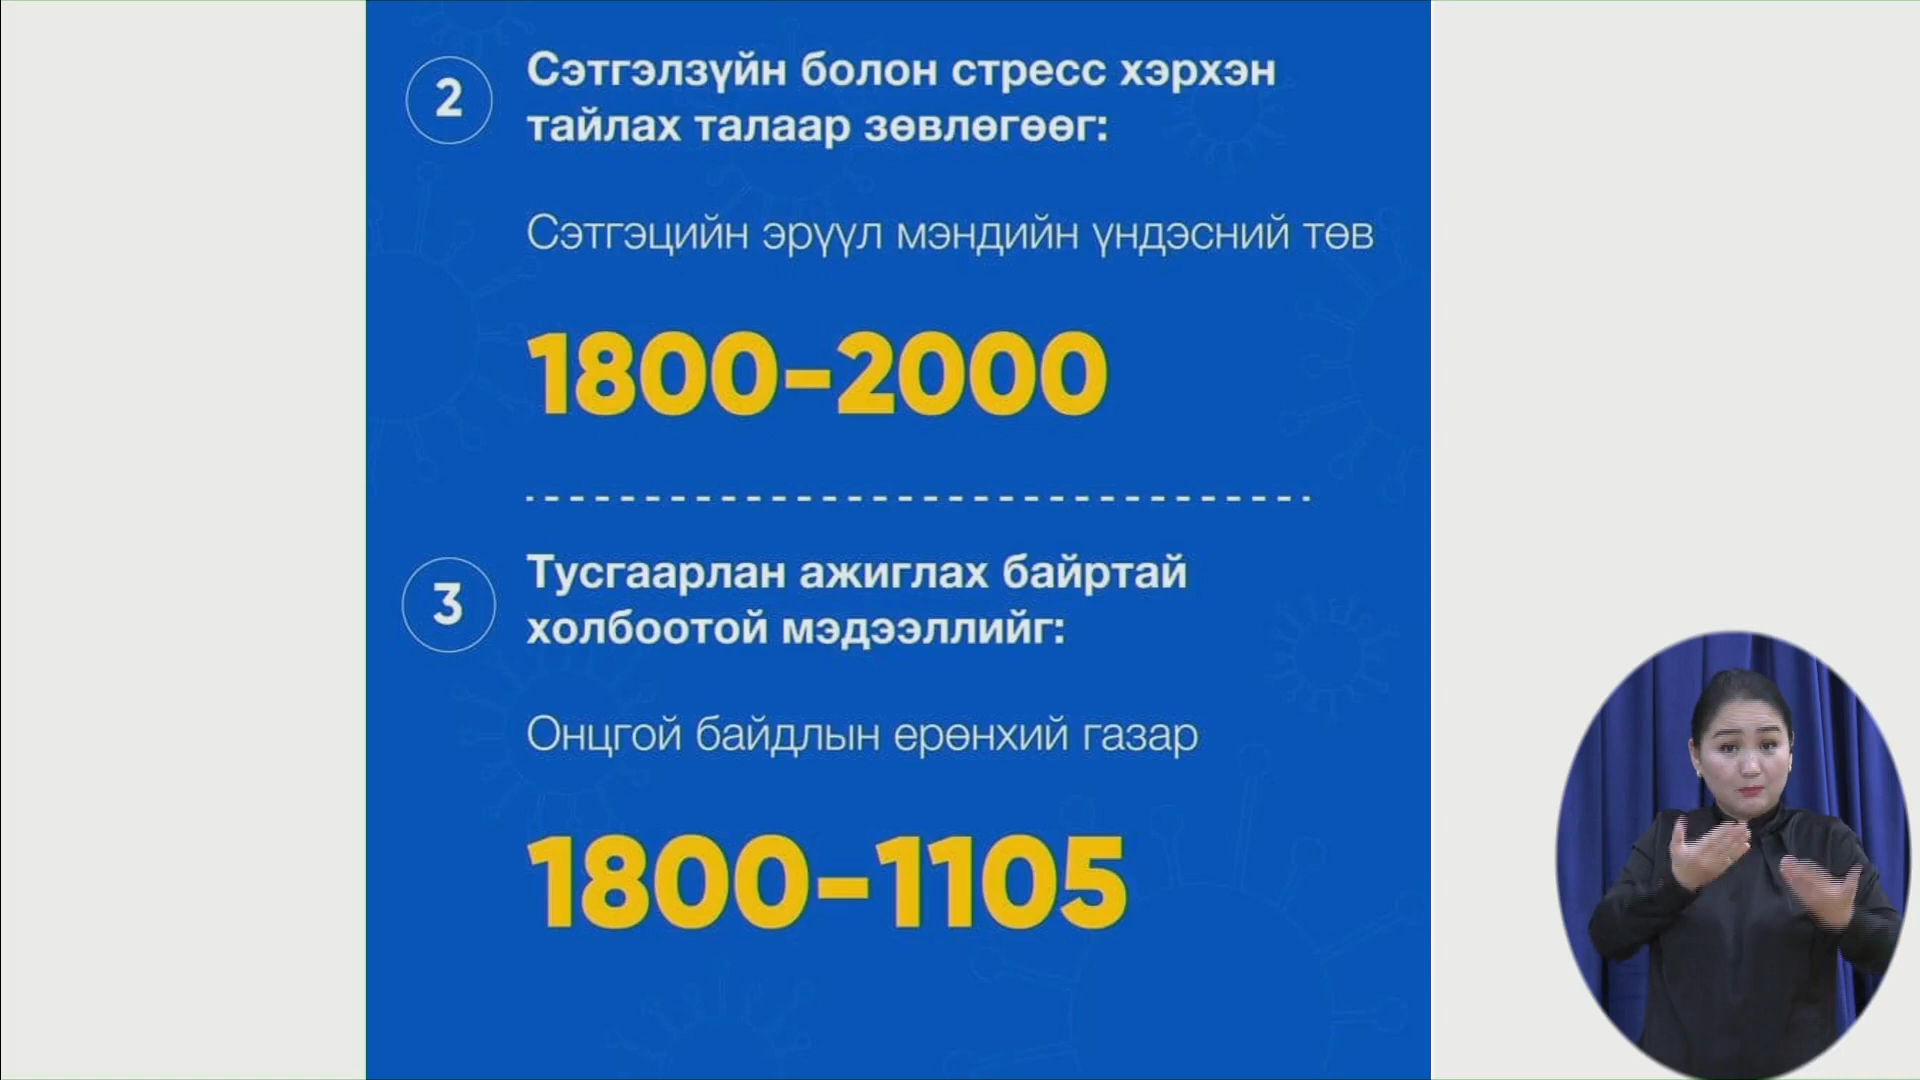 2
Сэтгэлзүйн болон стресс хэрхэн
тайлах талаар зөвлөгөөг:
Сэтгэцийн эрүүл мэндийн үндэсний төв
1800-2000
3
Тусгаарлан ажиглах байртай
холбоотой мэдээллийг:
Онцгой байдлын ерөнхий газар
1800-1105